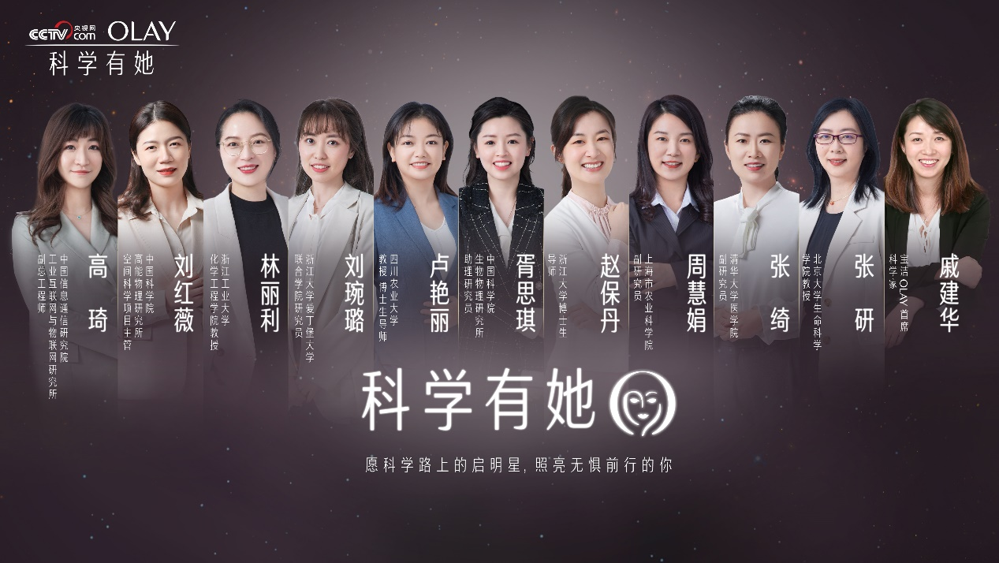 CCTV.com 央视网 OLAY
科学有她
高琦
中国信息通信研究院
工业互联网与物联网研究所
副总工程师
刘红薇
中国科学院
高能物理研究所
空间科学项目主管
林丽利
浙江工业大学
化学工程学院教授
刘琬璐
浙江大学爱丁堡大学
联合学院研究员
卢艳丽
四川农业大学
教授 博士生导师
胥思琪
中国科学院
生物物理研究所
助理研究员
赵保丹
浙江大学博士生
导师
周慧娟
上海市农业科学院
副研究员
张绮
清华大学医学院
副研究员
张研
北京大学生命科学
学院教授
戚建华
宝洁OLAY首席
科学家
科学有她
愿科学路上的启明星, 照亮无惧前行的你